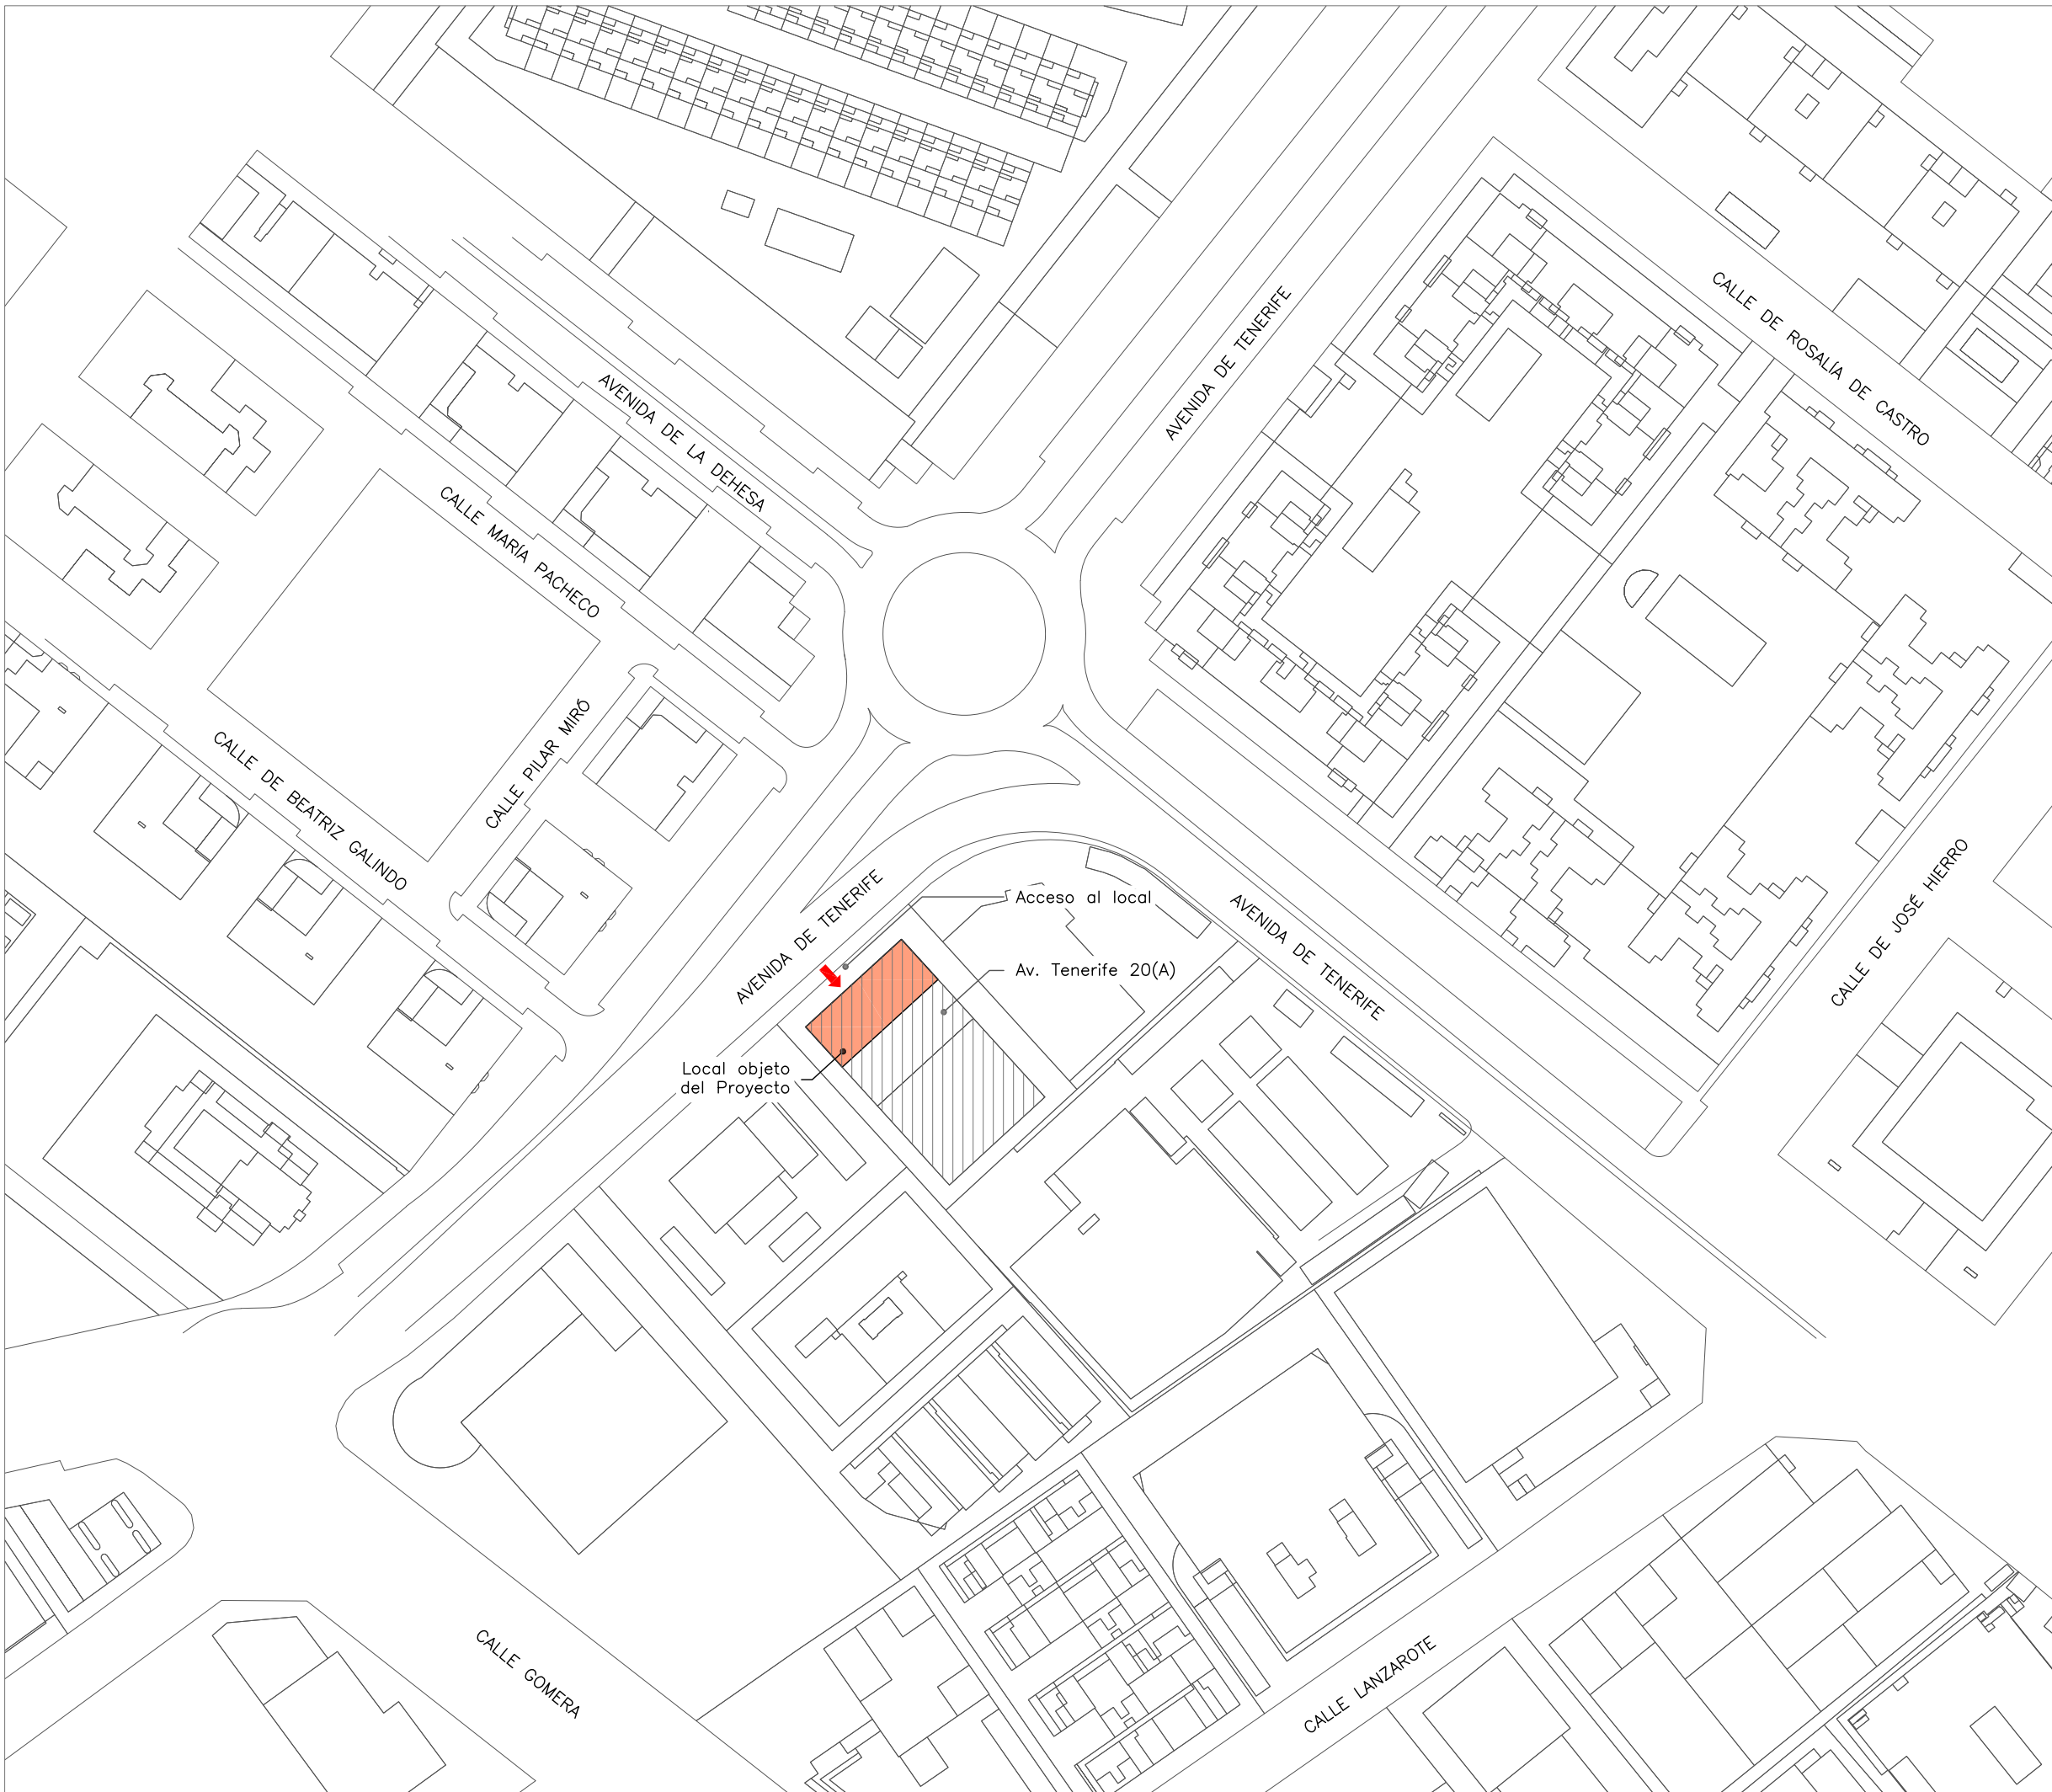 AVENIDA DE TENERIFE
CALLE DE ROSALÍA DE CASTRO
AVENIDA DE LA DEHESA
CALLE MARÍA PACHECO
CALLE PILAR MIRÓ
CALLE DE BEATRIZ GALINDO
AVENIDA DE TENERIFE
Acceso al local
AVENIDA DE TENERIFE
CALLE DE JOSÉ HIERRO
Av. Tenerife 20(A)
Local objeto
del Proyecto
CALLE GOMERA
CALLE LANZAROTE